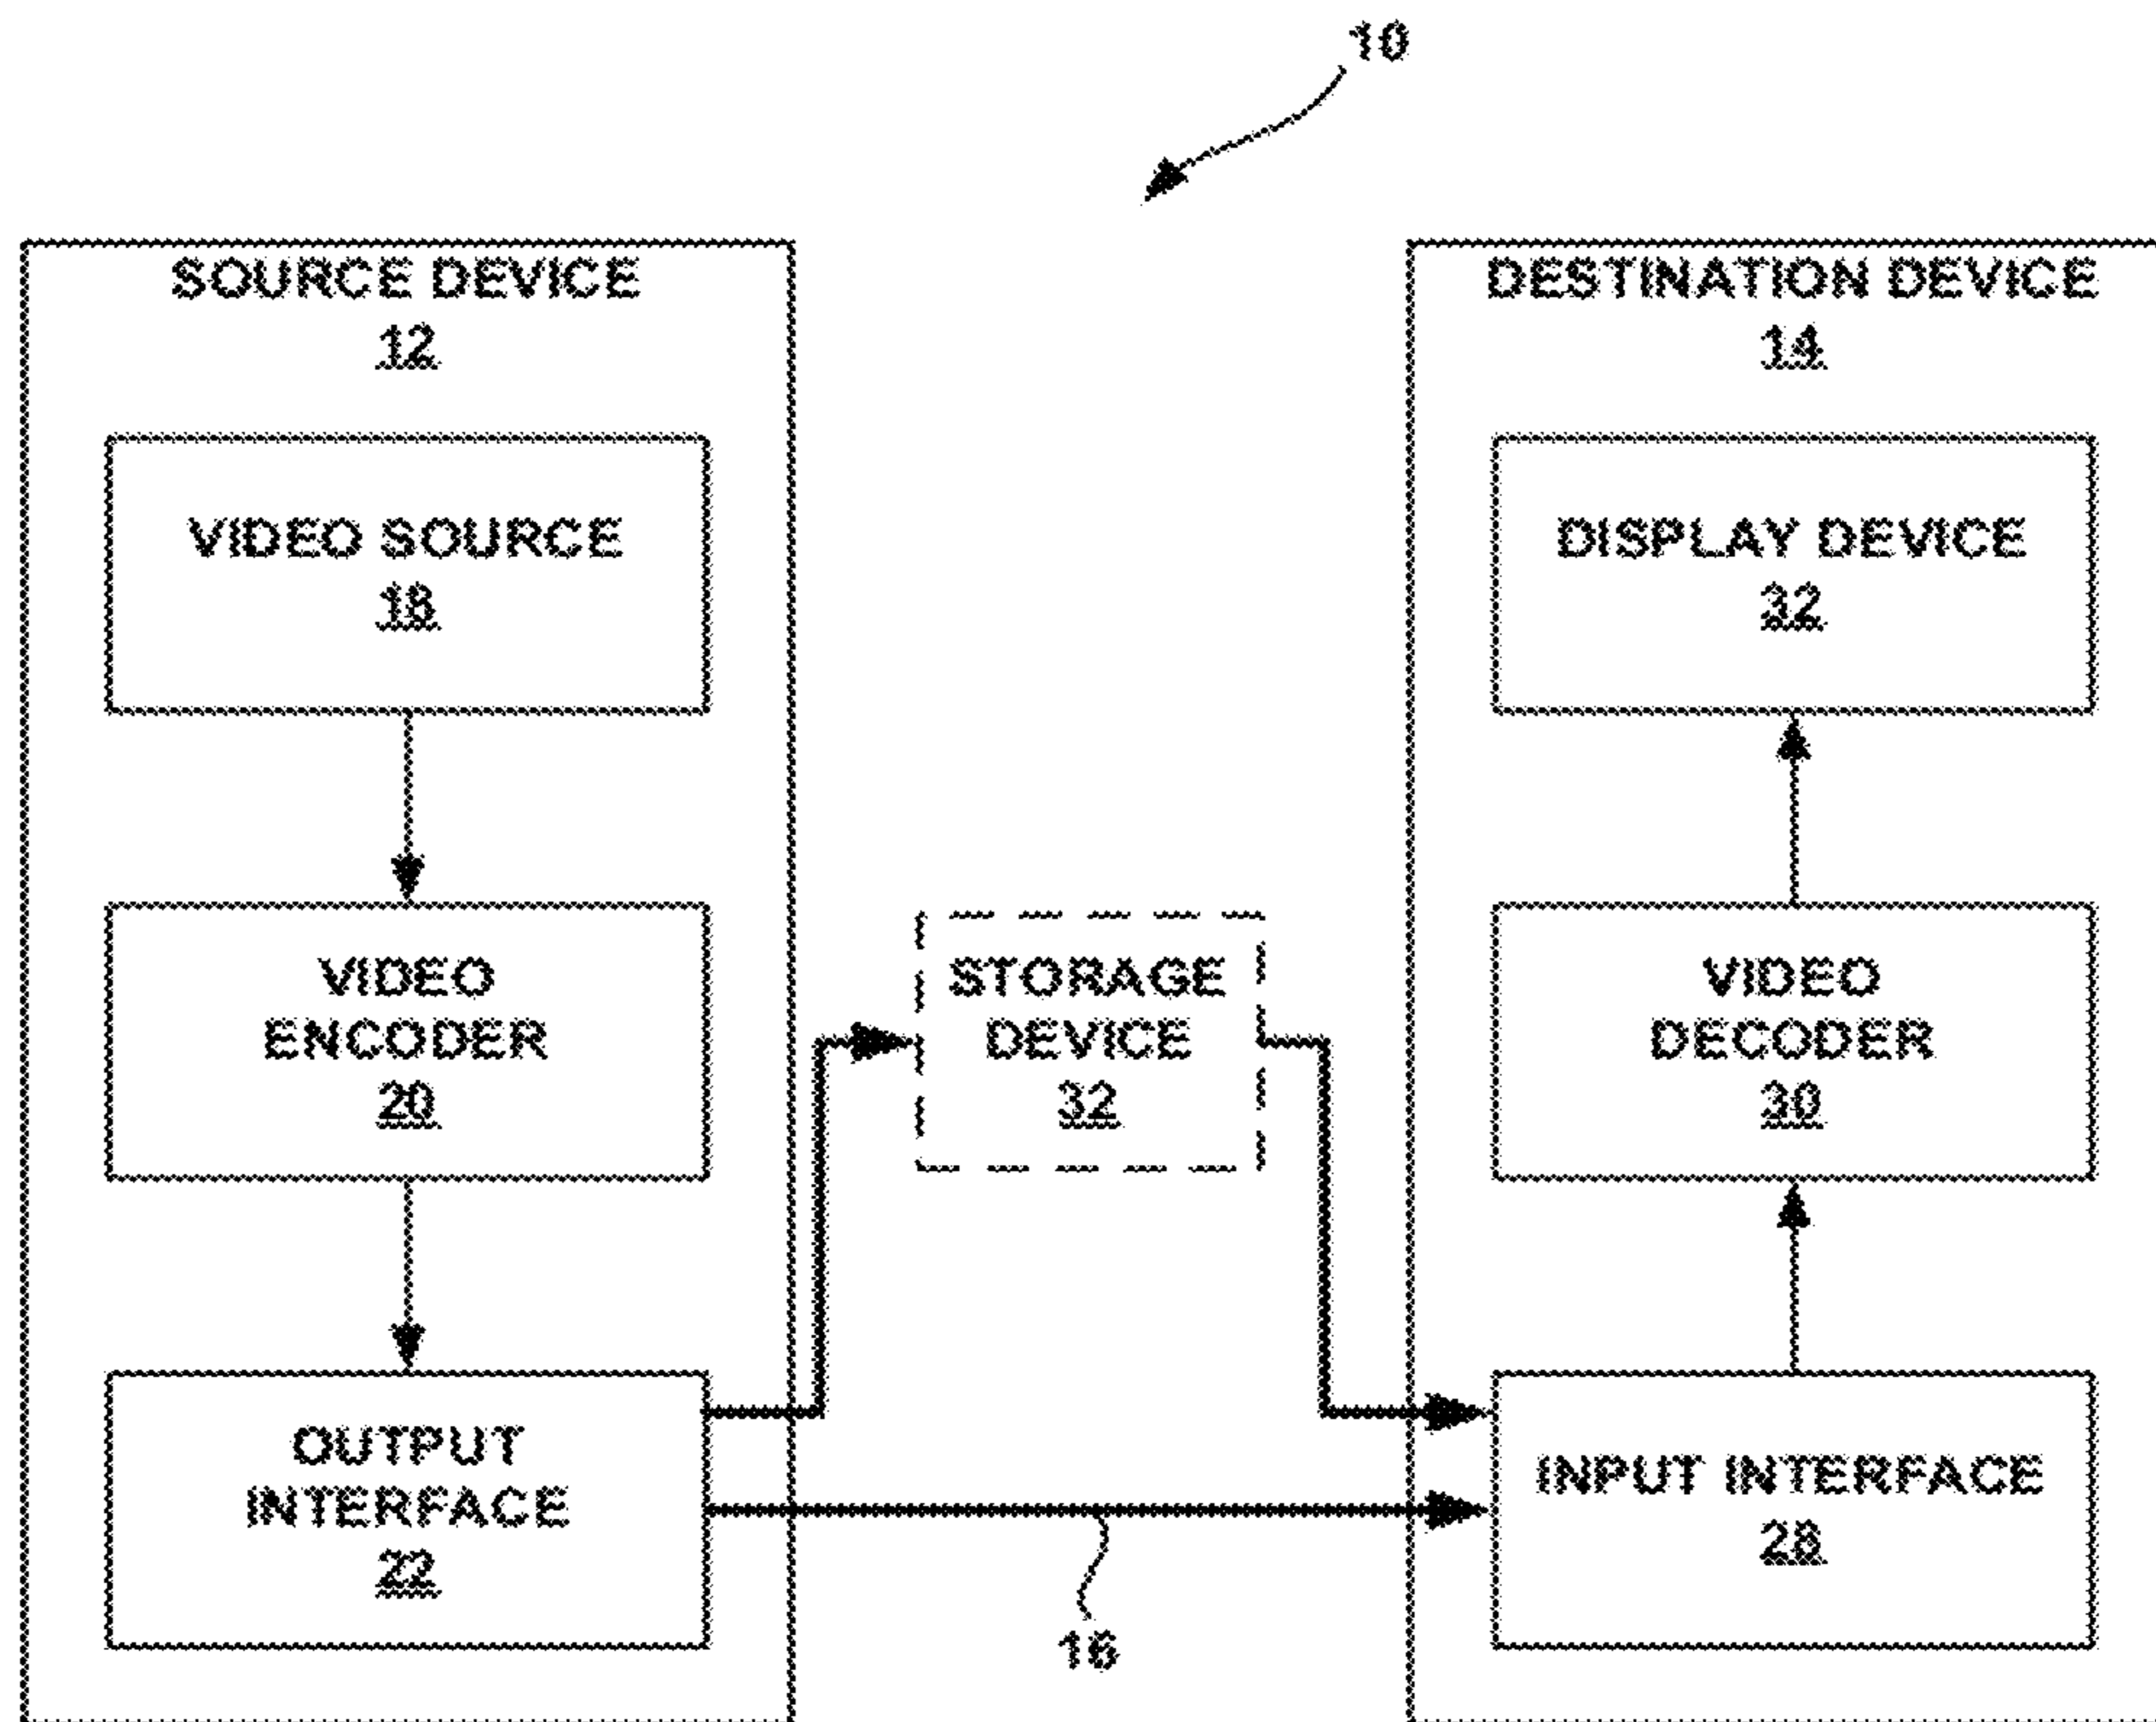 10
SOURCE DEVICE
12
VIDEO SOURCE
18
VIDEO
ENCODER
20
OUTPUT
INTERFACE
22
STORAGE
DEVICE
32
16
DESTINATION DEVICE
14
DISPLAY DEVICE
32
VIDEO
DECODER
30
INPUT INTERFACE
28